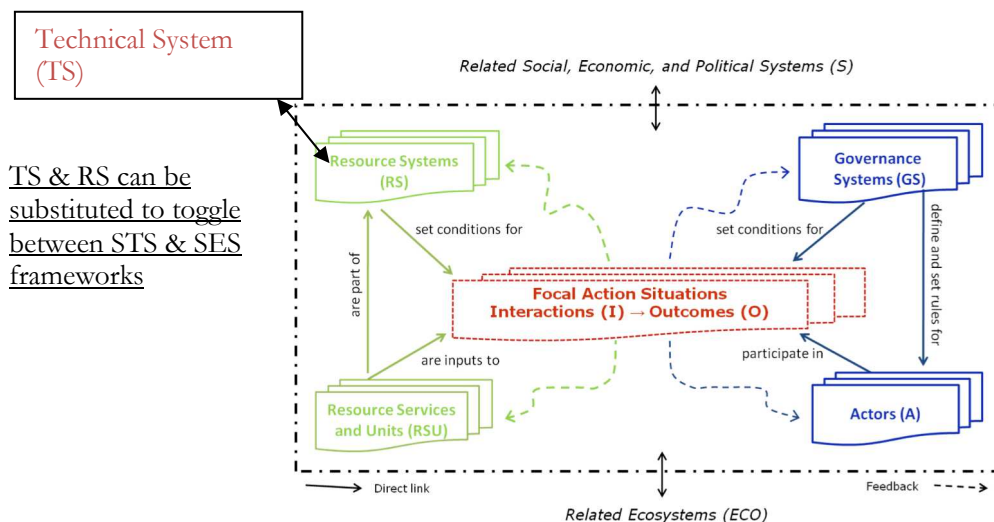 Technical System
(TS)
Related Social, Economic, and Political Systems (S)
TS & RS can be
substituted to toggle
between STS & SES
frameworks
Resource Systems
(RS)
Governance
Systems (GS)
set conditions for
set conditions for
define and set rules for
are part of
Focal Action Situations
Interactions (I) → Outcomes (O)
are inputs to
participate in
Resource Services
and Units (RSU)
Actors (A)
Direct link
Feedback
Related Ecosystems (ECO)